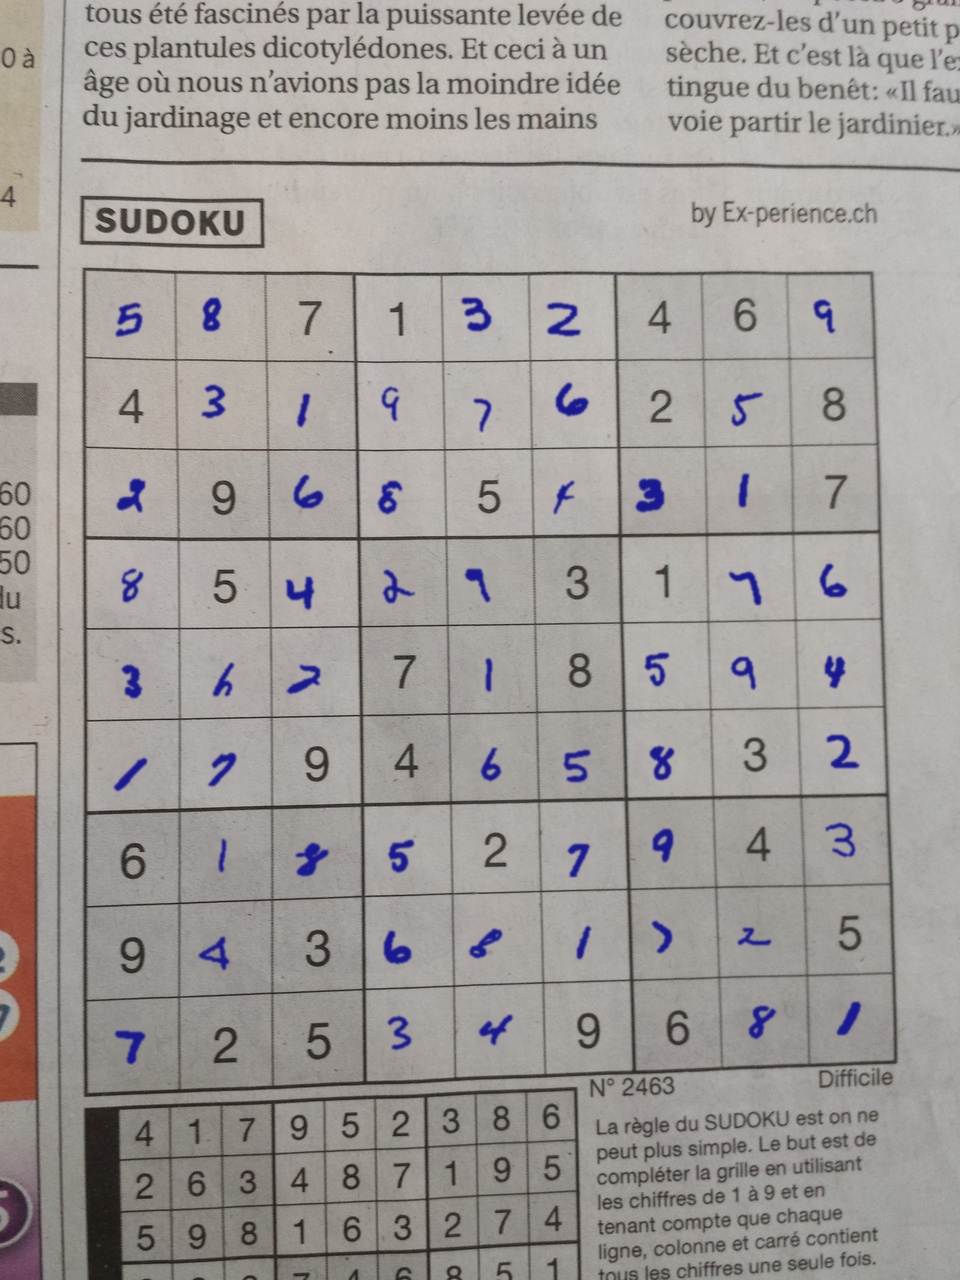 tous été fascinés par la puissante levée de
ces plantules dicotylédones. Et ceci à un
âge où nous n'avions pas la moindre idée
du jardinage et encore moins les mains
couvrez-les d'un petit p
sèche. Et c'est là que l'e
tingue du benêt: «Il fau
voie partir le jardinier.»
0 à
4
60
60
50
du
s.
SUDOKU
by Ex-perience.ch
5 8 7 1 3 2 4 6 9
4 3 1 9 7 6 2 5 8
2 9 6 8 5 4 3 1 7
8 5 4 2 9 3 1 7 6
3 6 2 7 1 8 5 9 4
1 7 9 4 6 5 8 3 2
6 1 8 5 2 7 9 4 3
9 4 3 6 8 1 7 2 5
7 2 5 3 4 9 6 8 1
N° 2463
Difficile
4 1 7 9 5 2 3 8 6
2 6 3 4 8 7 1 9 5
5 9 8 1 6 3 2 7 4
7 4 6 8 5 1
La règle du SUDOKU est on ne
peut plus simple. Le but est de
compléter la grille en utilisant
les chiffres de 1 à 9 et en
tenant compte que chaque
ligne, colonne et carré contient
tous les chiffres une seule fois.